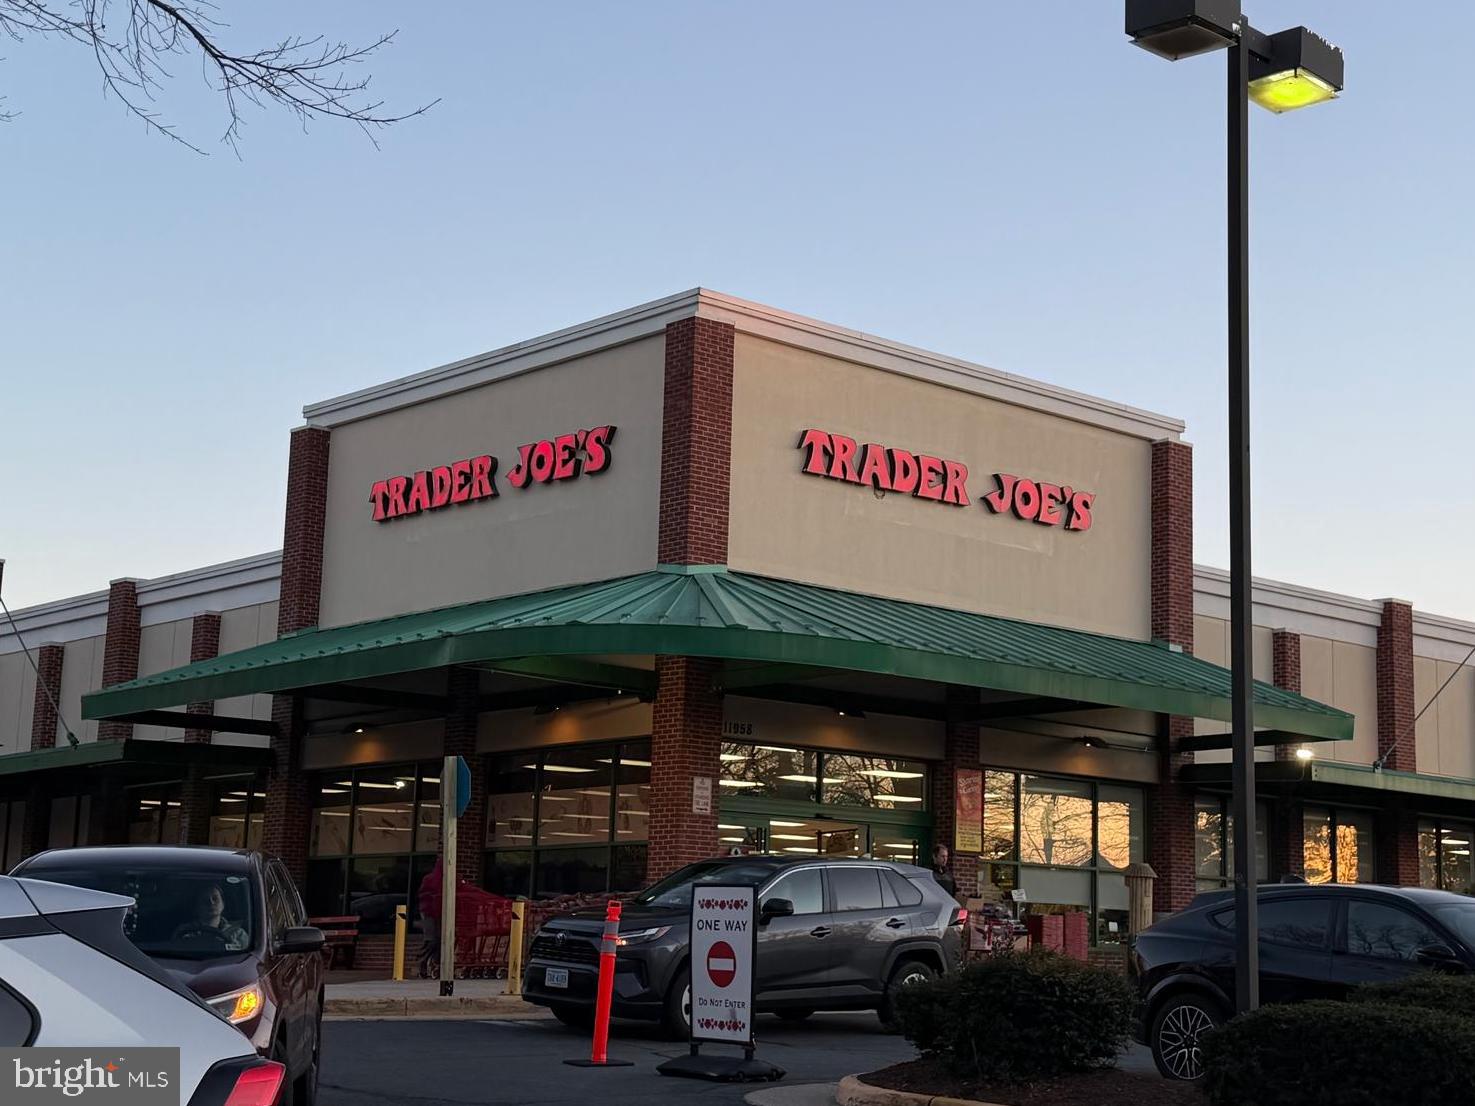 TRADER JOE'S
TRADER JOE'S
11958
ONE WAY
DO NOT ENTER
bright MLS